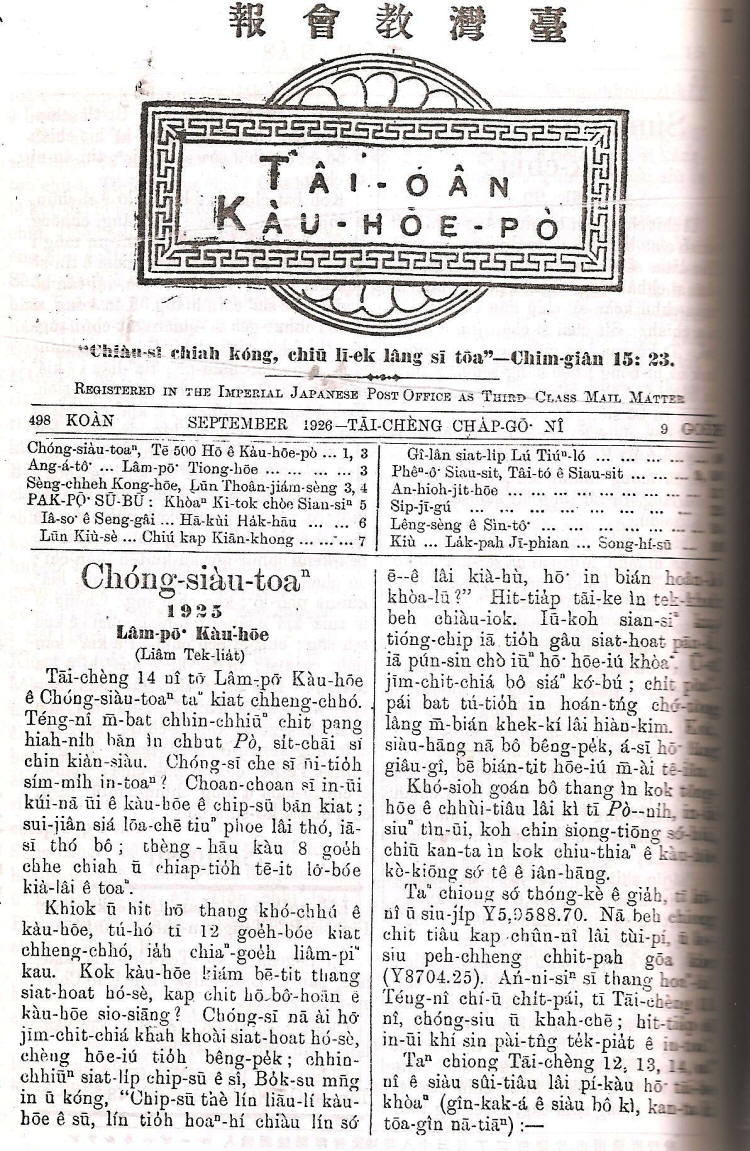 臺灣教會報
TÂI-OÂN
KÀU-HŌE-PÒ
"Chiàu-sî chiah kóng, chiū lī-ek lâng sī tōa"—Chim-giân 15: 23.
REGISTERED IN THE IMPERIAL JAPANESE POST OFFICE AS THIRD CLASS MAIL MATTER
498 KOÀN SEPTEMBER 1926—TĀI-CHÈNG CHA̍P-GŌ͘ NÎ 9
Chóng-siàu-toaⁿ, Tē 500 Hō ê Kàu-hōe-pò ... 1, 3
Ang-á-tô͘ ... Lâm-pō͘ Tiong-hōe ... ... ... ... 3
Sèng-chheh Kong-hōe, Lūn Thoân-jiám-sèng 3, 4
PAK-PŌ͘ SŪ-BŪ: Khòaⁿ Ki-tok chòe Sian-siⁿ 5
Iâ-so͘ ê Seng-gâi ... Hā-kùi Ha̍k-hāu ... ... 6
Lūn Kiù-sè ... Chiú kap Kiān-khong ... ... ... 7
Gî-lân siat-li̍p Lú Tiúⁿ-ló ... ... ... ...
Phêⁿ-ô͘ Siau-sit, Tâi-tó ê Siau-sit ... ... ...
An-hioh-ji̍t-hōe ... ... ... ... ... ...
Si̍p-jī-gú ... ... ... ... ... ...
Lêng-sèng ê Sìn-tô͘ ... ... ... ... ...
Kiù ... La̍k-pah Jī-phian ... Song-hí-sū ...
Chóng-siàu-toaⁿ
1925
Lâm-pō͘ Kàu-hōe
(Liâm Tek-lia̍t)
Tāi-chèng 14 nî tō Lâm-pō͘ Kàu-hōe
ê Chóng-siàu-toaⁿ taⁿ kiat chheng-chhó.
Téng-nî m̄-bat chhin-chhiūⁿ chit pang
hiah-nih bān ìn chhut Pò, si̍t-chāi sī
chin kiàn-siàu. Chóng-sī che sī ñi-tio̍h
sím-mih in-toaⁿ? Choan-choan sī in-ūi
kúi-nā ūi ê kàu-hōe ê chip-sū bān kiat;
sui-jiân siá lōa-chē tiuⁿ phoe lâi thó, iā-
sī thó bô; thèng-hāu kàu 8 goe̍h
chhe chiah ū chiap-tio̍h tē-it lō-bóe
kià-lâi ê toaⁿ.
Khiok ū hit hō thang khó-chhú ê
kàu-hōe, tú-hó tī 12 goe̍h-bóe kiat
chheng-chhó, ia̍h chiaⁿ-goe̍h liâm-piⁿ
kau. Kok kàu-hōe kiám bē-tit thang
siat-hoat hó-sè, kap chit hō bô-hoān ê
kàu-hōe sio-siāng? Chóng-sī nā ài hō͘
jīm-chit-chiá khah khoài siat-hoat hó-sè,
chèng hōe-iú tio̍h bêng-pe̍k; chhin-
chhiūⁿ siat-li̍p chip-sū ê sî, Bo̍k-su mn̄g
in ū kóng, "Chip-sū thè lín liāu-lí kàu-
hōe ê sū, lín tio̍h hoaⁿ-hí chiàu lín só
ē--ê lâi kià-hù, hō͘ in bián
khòa-lū?" Hit-tia̍p tāi-ke ìn
beh chiàu-iok. Iū-koh sian-siⁿ
tióng-chip iā tio̍h gâu siat-hoat
iā pún-sin chò iūⁿ hō͘ hōe-iú khòaⁿ.
jīm-chit-chiá bô siáⁿ kó͘-bú; chit
pái bat tú-tio̍h in hoán-tńg
lâng m̄-bián khek-kí lâi hiàn-kim.
siàu-hāng nā bô bêng-pe̍k, á-sī hō͘
giâu-gî, bē bián-tit hōe-iú m̄-ài
Khó-sioh goán bô thang ìn kok
hōe ê chhùi-tiâu lâi kì tī Pò--nih,
siuⁿ tìn-ūi, koh chin siong-tiōng
chiū kan-ta ìn kok chiu-thiaⁿ ê
kè-kiōng só͘ tê ê iân-hāng.
Taⁿ chiong só͘ thóng-kè ê gia̍h,
nî ū siu-ji̍p Y5,9588.70. Nā beh
chit tiâu kap chûn-nî lâi tùi-pí,
siu peh-chheng chhit-pah gōa
(Y8704.25). Án-ni-siⁿ sī thang
Téng-nî chí-ū chit-pái, tī Tāi-chèng
nî, chóng-siu ū khah-chē; hit-
in-ūi khí sin pài-tn̂g te̍k-pia̍t ê
Taⁿ chiong Tāi-chèng 12, 13,
nî ê siàu sûi-tiâu lâi pí-kàu hō͘
khòaⁿ (gîn-kak-á ê siàu bô kì,
tōa-gîn nā-tiāⁿ) :—